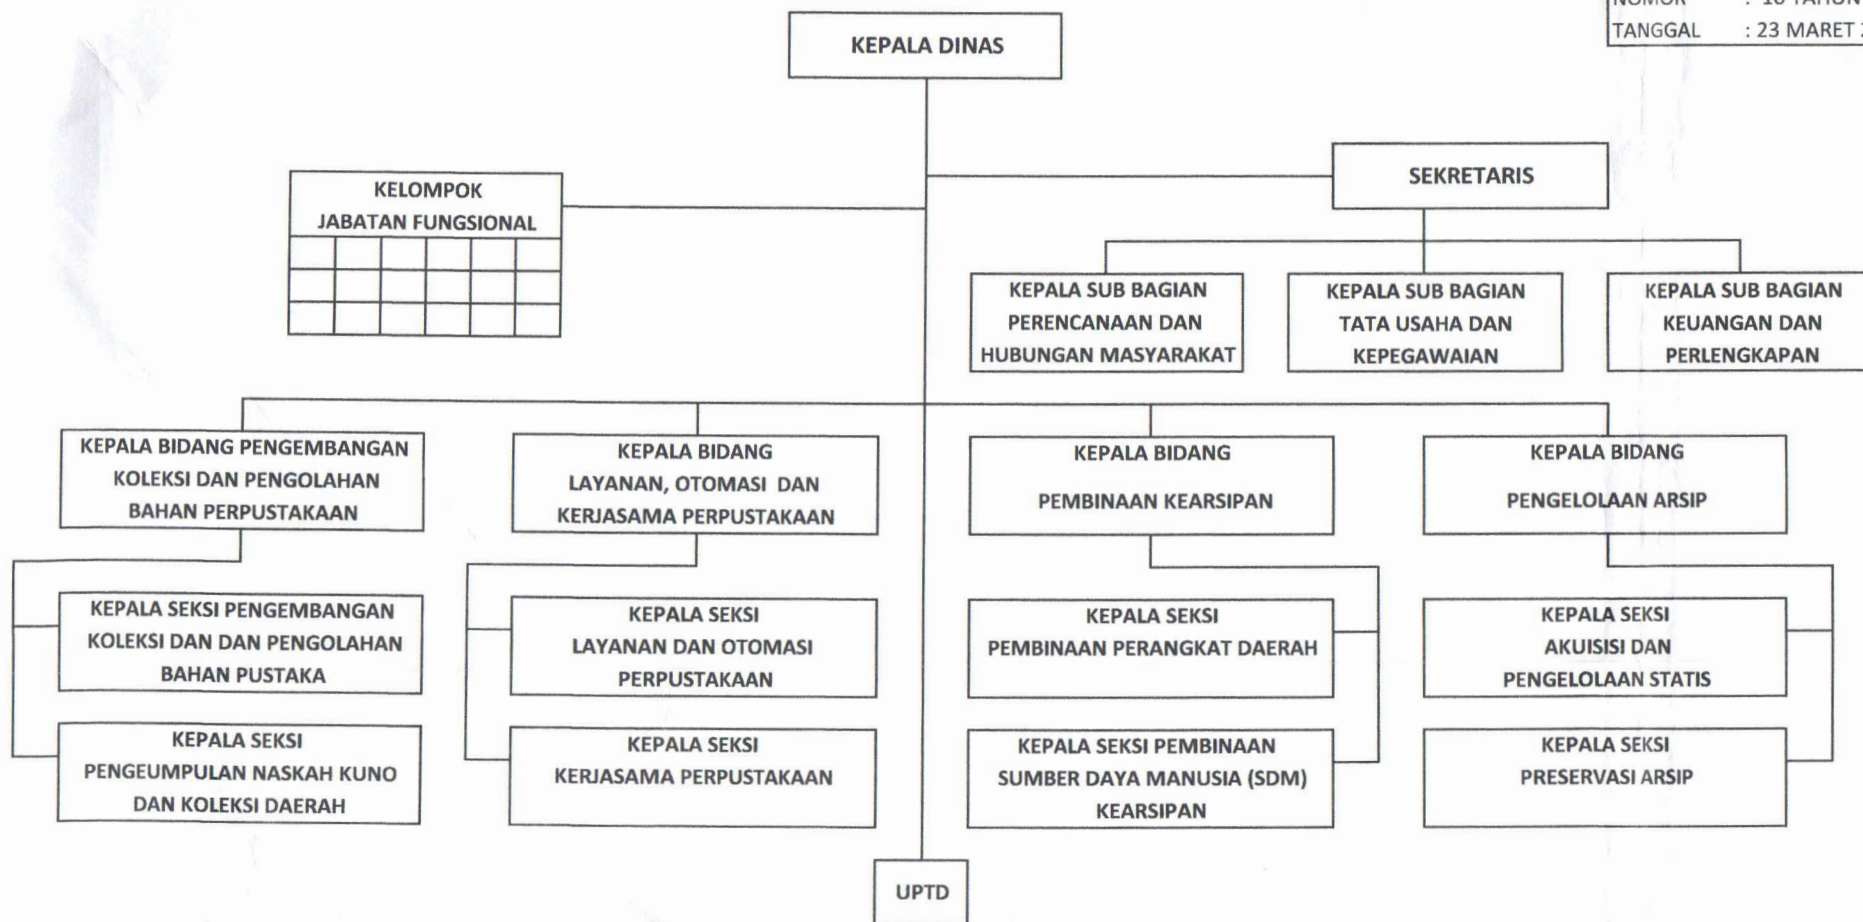 NOMOR : 16 TAHUN
TANGGAL : 23 MARET
KEPALA DINAS
SEKRETARIS
KELOMPOK
JABATAN FUNGSIONAL
KEPALA SUB BAGIAN
PERENCANAAN DAN
HUBUNGAN MASYARAKAT
KEPALA SUB BAGIAN
TATA USAHA DAN
KEPEGAWAIAN
KEPALA SUB BAGIAN
KEUANGAN DAN
PERLENGKAPAN
KEPALA BIDANG PENGEMBANGAN
KOLEKSI DAN PENGOLAHAN
BAHAN PERPUSTAKAAN
KEPALA BIDANG
LAYANAN, OTOMASI DAN
KERJASAMA PERPUSTAKAAN
KEPALA BIDANG
PEMBINAAN KEARSIPAN
KEPALA BIDANG
PENGELOLAAN ARSIP
KEPALA SEKSI PENGEMBANGAN
KOLEKSI DAN DAN PENGOLAHAN
BAHAN PUSTAKA
KEPALA SEKSI
LAYANAN DAN OTOMASI
PERPUSTAKAAN
KEPALA SEKSI
PEMBINAAN PERANGKAT DAERAH
KEPALA SEKSI
AKUISISI DAN
PENGELOLAAN STATIS
KEPALA SEKSI
PENGEUMPULAN NASKAH KUNO
DAN KOLEKSI DAERAH
KEPALA SEKSI
KERJASAMA PERPUSTAKAAN
KEPALA SEKSI PEMBINAAN
SUMBER DAYA MANUSIA (SDM)
KEARSIPAN
KEPALA SEKSI
PRESERVASI ARSIP
UPTD